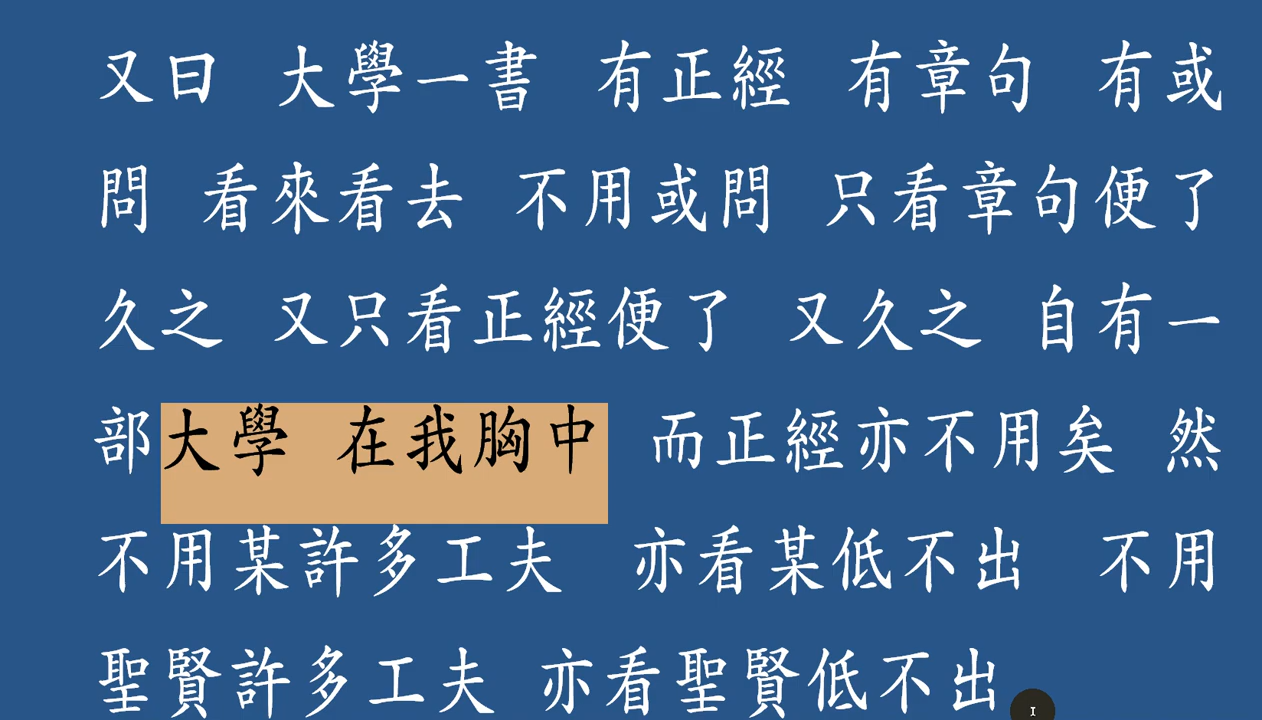 又曰 大學一書 有正經 有章句 有或
問 看來看去 不用或問 只看章句便了
久之 又只看正經便了 又久之 自有一
部大學 在我胸中 而正經亦不用矣 然
不用某許多工夫 亦看某低不出 不用
聖賢許多工夫 亦看聖賢低不出